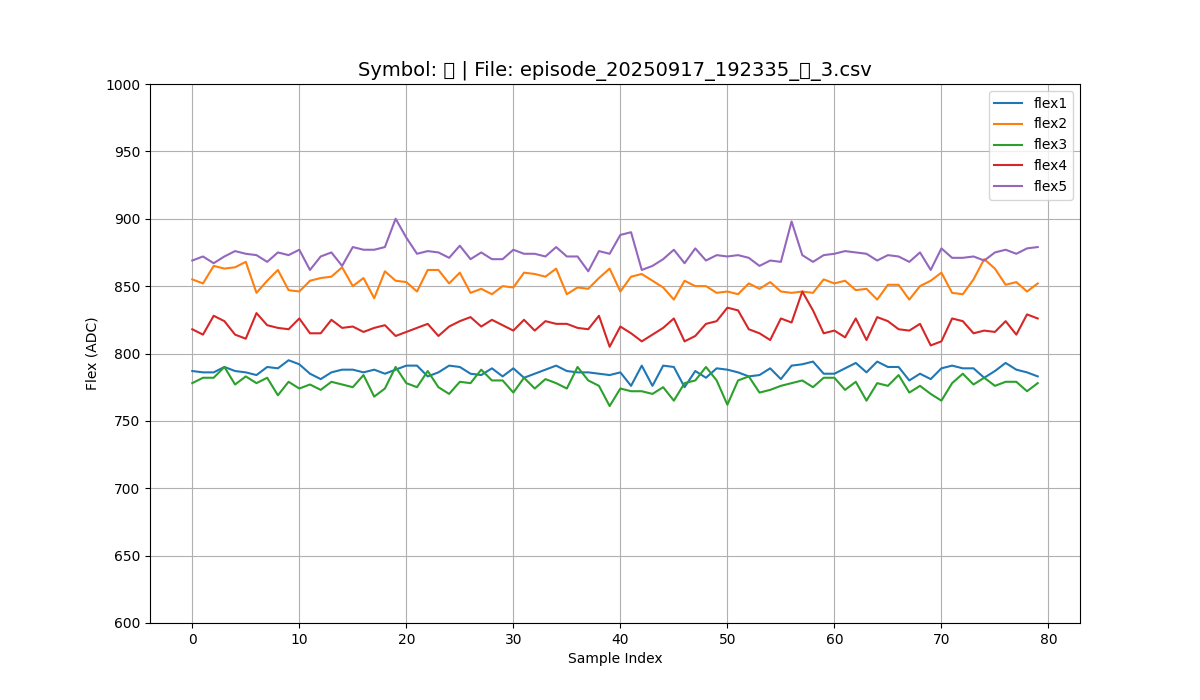 Symbol: ▯ | File: episode_20250917_192335_▯_3.csv
1000
950
900
850
800
750
700
650
600
Flex (ADC)
0 10 20 30 40 50 60 70 80
Sample Index
flex1
flex2
flex3
flex4
flex5